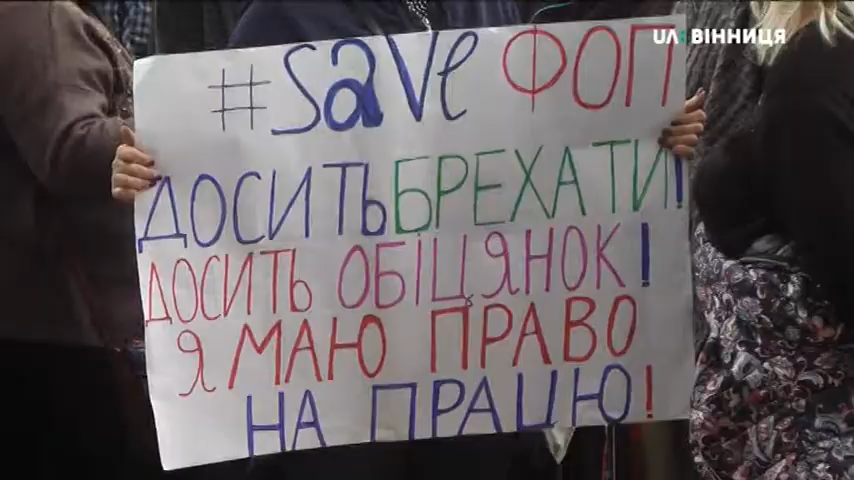 UA:ВІННИЦЯ
#save ФОП
ДОСИТЬ БРЕХАТИ!
ДОСИТЬ ОБІЦЯНОК!
Я МАЮ ПРАВО
НА ПРАЦЮ!